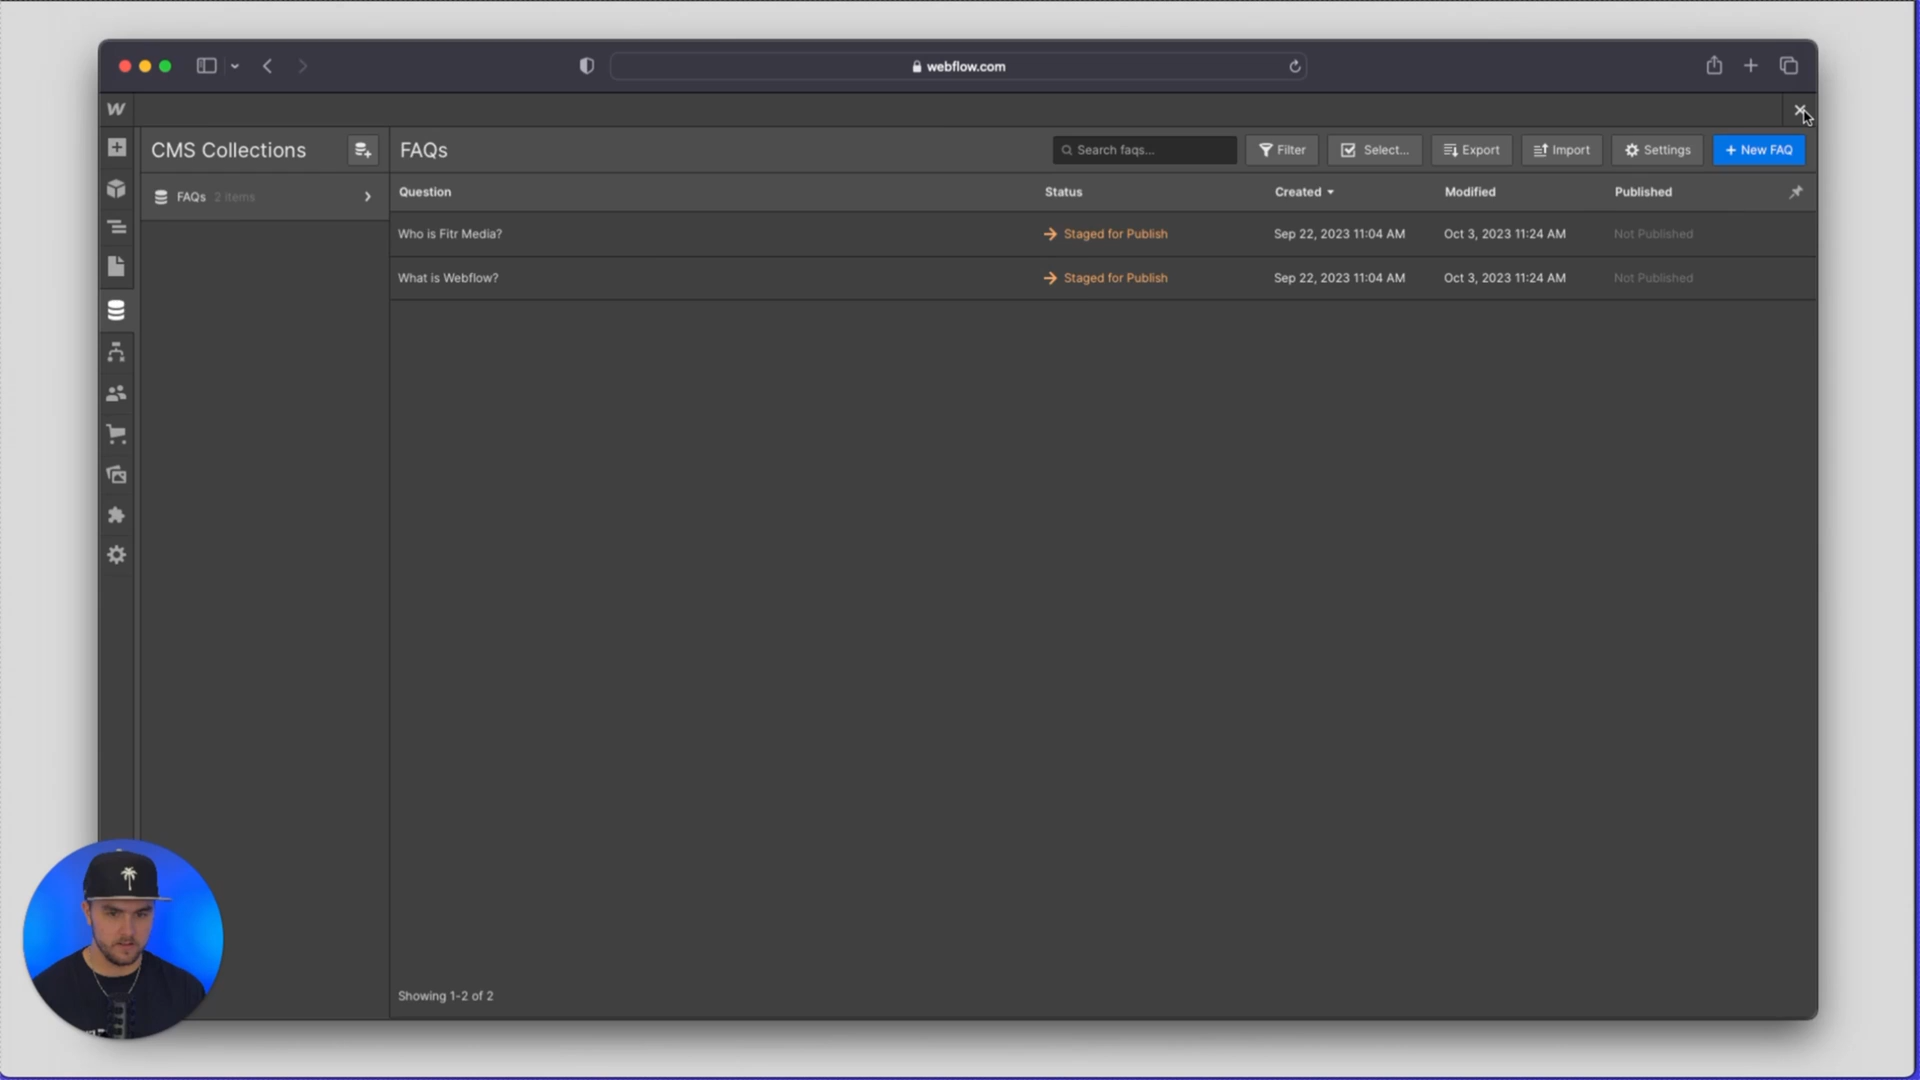 webflow.com
CMS Collections
FAQs
Search faqs...
Filter
Select...
Export
Import
Settings
+ New FAQ
FAQs 2 Items
Question Status Created Modified Published
Who is Fitr Media? Staged for Publish Sep 22, 2023 11:04 AM Oct 3, 2023 11:24 AM Not Published
What is Webflow? Staged for Publish Sep 22, 2023 11:04 AM Oct 3, 2023 11:24 AM Not Published
Showing 1-2 of 2